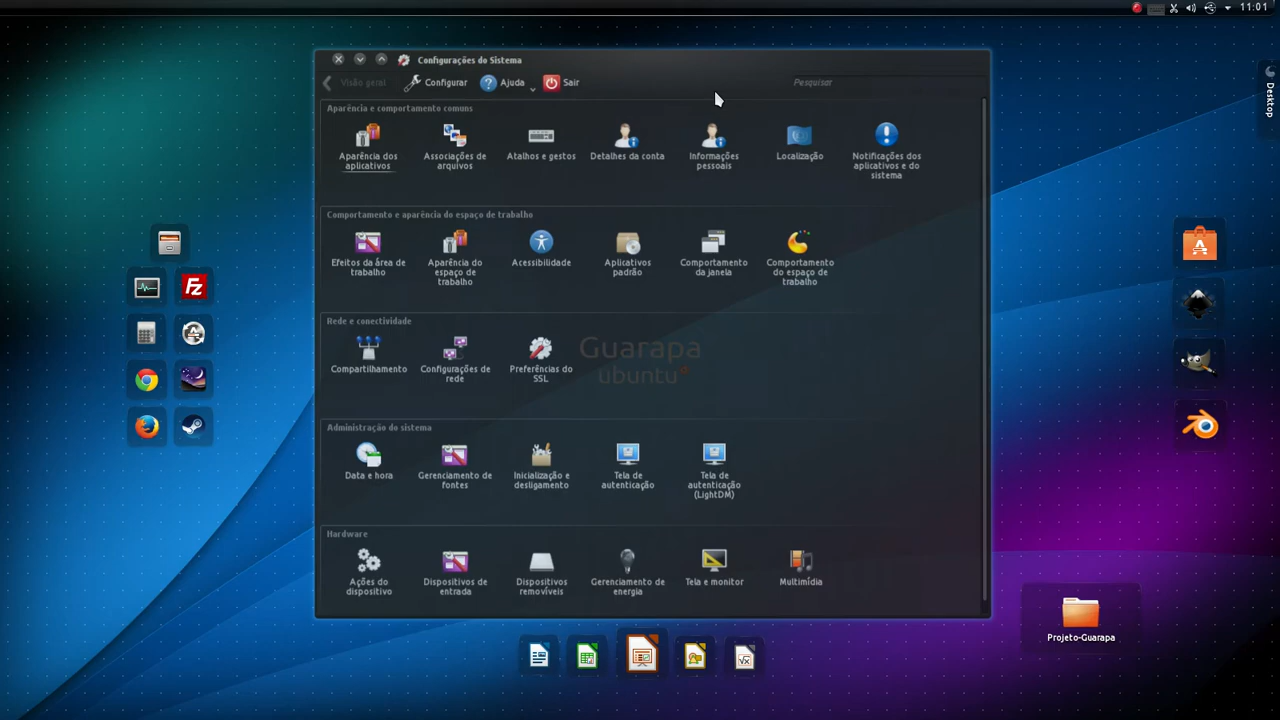 11:01
Configurações do Sistema
Visão geral Configurar Ajuda Sair Pesquisar
Desktop
Aparência e comportamento comuns
Aparência dos aplicativos
Associações de arquivos
Atalhos e gestos
Detalhes da conta
Informações pessoais
Localização
Notificações dos aplicativos e do sistema
Comportamento e aparência do espaço de trabalho
Efeitos da área de trabalho
Aparência do espaço de trabalho
Acessibilidade
Aplicativos padrão
Comportamento da janela
Comportamento do espaço de trabalho
Rede e conectividade
Compartilhamento
Configurações de rede
Preferências do SSL
Guarapa
ubuntu
Administração do sistema
Data e hora
Gerenciamento de fontes
Inicialização e desligamento
Tela de autenticação
Tela de autenticação (LightDM)
Hardware
Ações do dispositivo
Dispositivos de entrada
Dispositivos removíveis
Gerenciamento de energia
Tela e monitor
Multimídia
Projeto-Guarapa
Fz